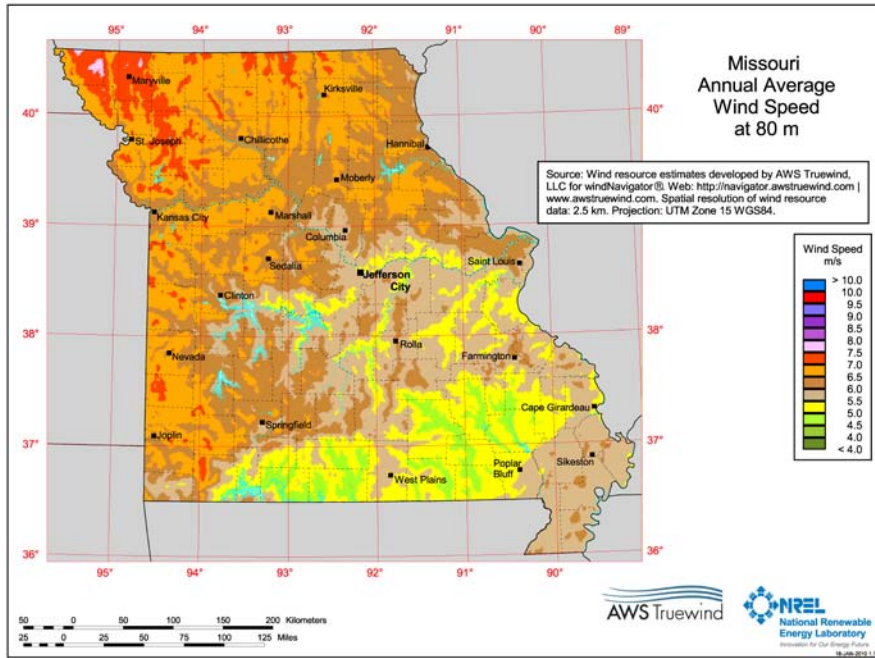 Missouri
Annual Average
Wind Speed
at 80 m
95° 94° 93° 92° 91° 90° 89°
40° 40°
39° 39°
38° 38°
37° 37°
36° 36°
95° 94° 93° 92° 91° 90°
Maryville
Kirksville
St. Joseph
Chillicothe
Hannibal
Moberly
Kansas City
Marshall
Columbia
Sedalia
Saint Louis
Jefferson
City
Clinton
Nevada
Rolla
Farmington
Cape Girardeau
Springfield
Joplin
Sikeston
Poplar
Bluff
West Plains
Source: Wind resource estimates developed by AWS Truewind,
LLC for windNavigator®. Web: http://navigator.awstruewind.com |
www.awstruewind.com. Spatial resolution of wind resource
data: 2.5 km. Projection: UTM Zone 15 WGS84.
Wind Speed
m/s
> 10.0
10.0
9.5
9.0
8.5
8.0
7.5
7.0
6.5
6.0
5.5
5.0
4.5
4.0
< 4.0
50 0 50 100 150 200 Kilometers
25 0 25 50 75 100 125 Miles
AWS Truewind
NREL
National Renewable
Energy Laboratory
Innovation for Our Energy Future